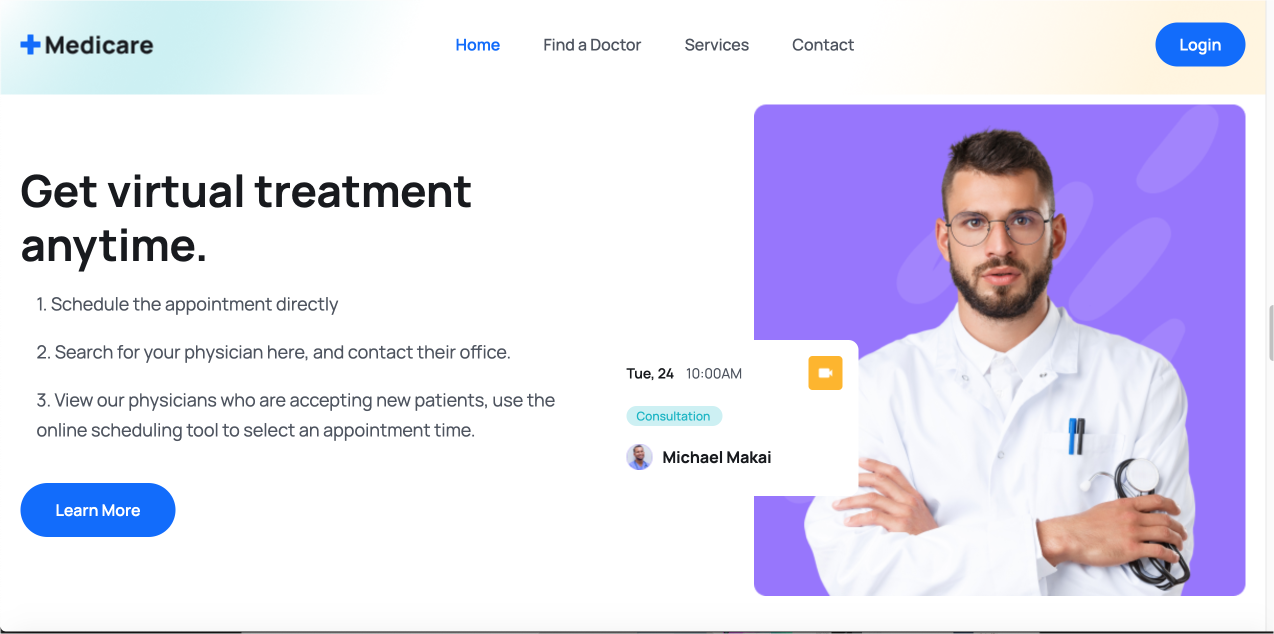 Medicare
Home Find a Doctor Services Contact
Login
Get virtual treatment
anytime.
1. Schedule the appointment directly
2. Search for your physician here, and contact their office.
3. View our physicians who are accepting new patients, use the
online scheduling tool to select an appointment time.
Learn More
Tue, 24 10:00AM
Consultation
Michael Makai